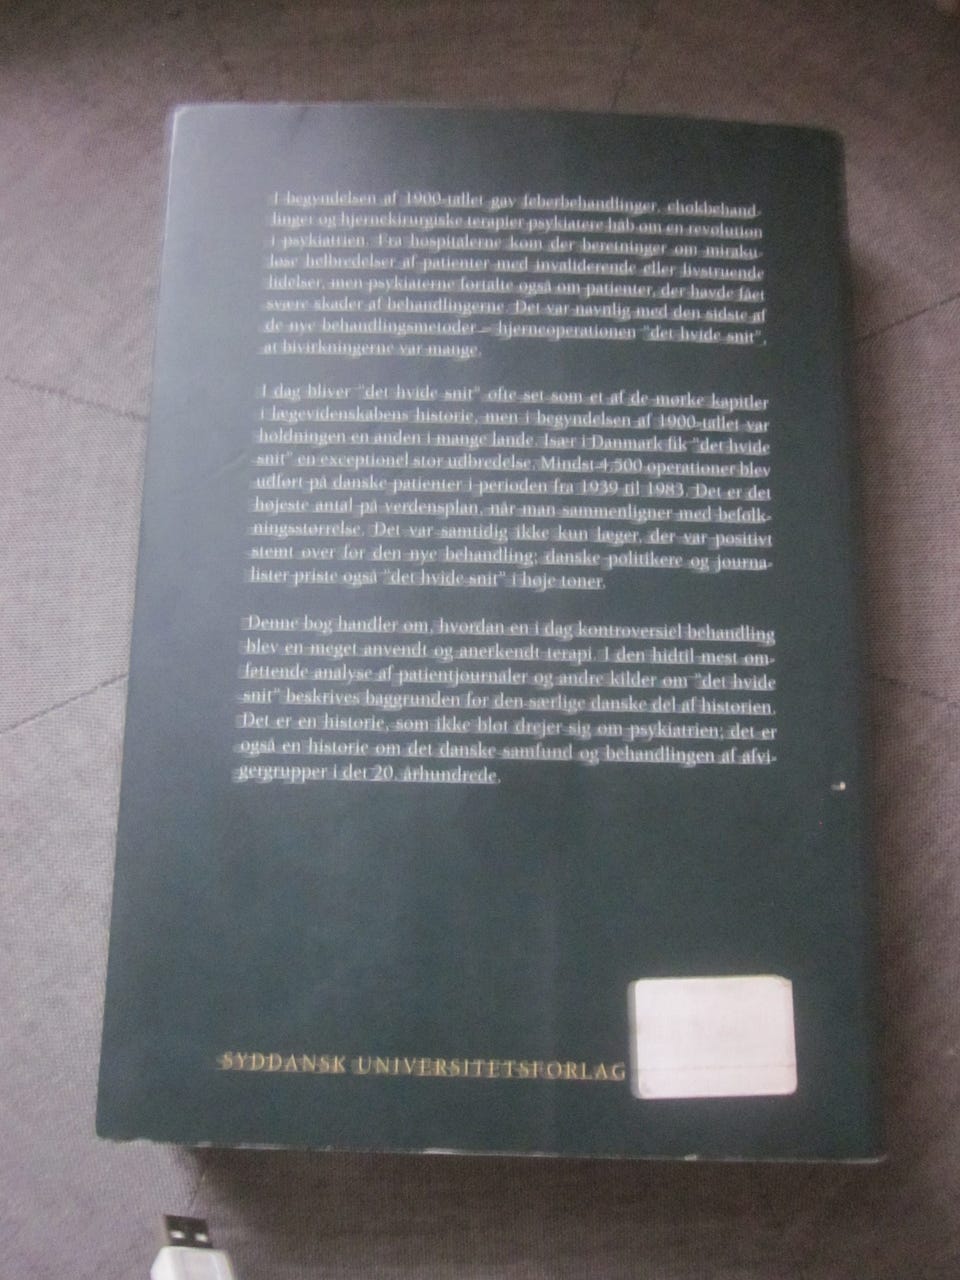 I begyndelsen af 1900-tallet gav feberbehandlinger, chokbehand-
linger og hjernekirurgiske terapier psykiatere håb om en revolution
i psykiatrien. Fra hospitalerne kom der beretninger om miraku-
løse helbredelser af patienter med invaliderende eller livstruende
lidelser, men psykiaterne fortalte også om patienter, der havde fået
svære skader af behandlingerne. Det var navnlig med den sidste af
de nye behandlingsmetoder – hjerneoperationen "det hvide snit",
at bivirkningerne var mange.
I dag bliver "det hvide snit" ofte set som et af de mørke kapitler
i lægevidenskabens historie, men i begyndelsen af 1900-tallet var
holdningen en anden i mange lande. Især i Danmark fik "det hvide
snit" en exceptionel stor udbredelse. Mindst 4.500 operationer blev
udført på danske patienter i perioden fra 1939 til 1983. Det er det
højeste antal på verdensplan, når man sammenligner med befolk-
ningsstørrelse. Det var samtidig ikke kun læger, der var positivt
stemt over for den nye behandling; danske politikere og journa-
lister priste også "det hvide snit" i høje toner.
Denne bog handler om, hvordan en i dag kontroversiel behandling
blev en meget anvendt og anerkendt terapi. I den hidtil mest om-
fattende analyse af patientjournaler og andre kilder om "det hvide
snit" beskrives baggrunden for den særlige danske del af historien.
Det er en historie, som ikke blot drejer sig om psykiatrien; det er
også en historie om det danske samfund og behandlingen af afvi-
gergrupper i det 20. århundrede.
SYDDANSK UNIVERSITETSFORLAG